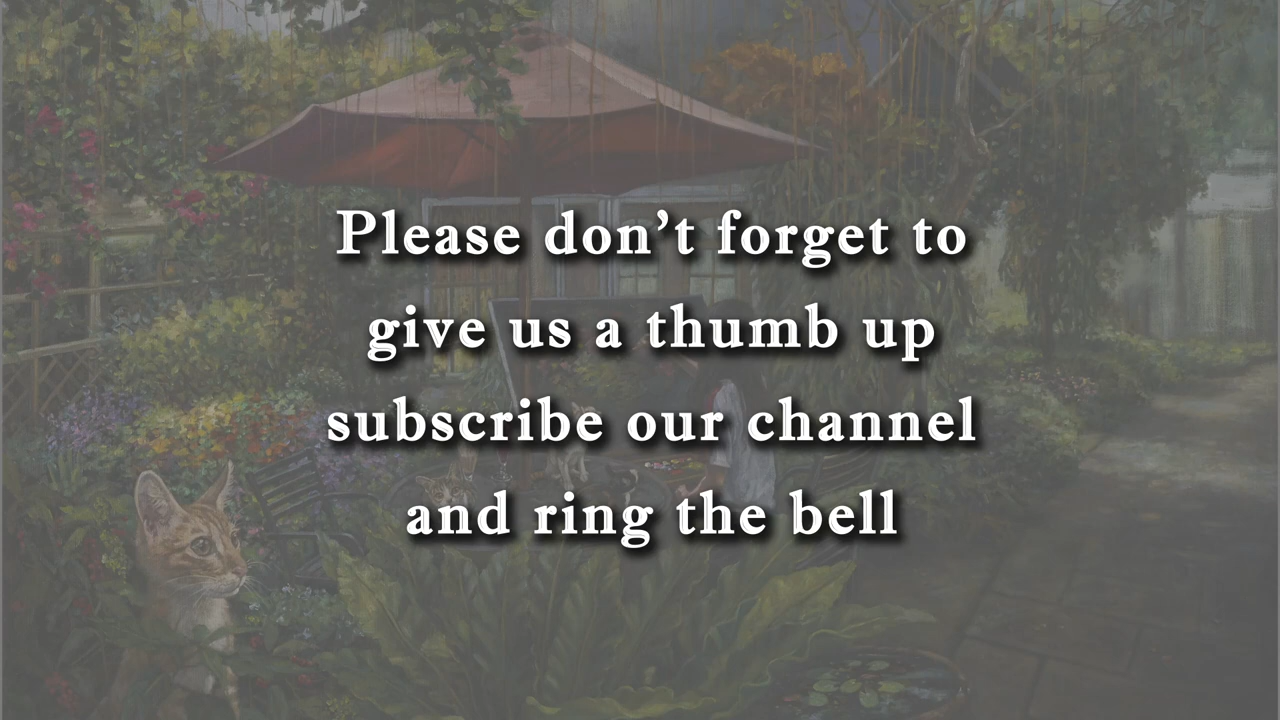 Please don’t forget to
give us a thumb up
subscribe our channel
and ring the bell